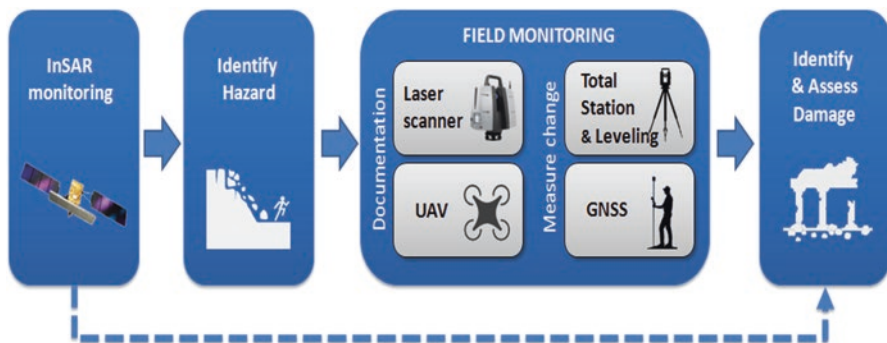 InSAR
monitoring
Identify
Hazard
FIELD MONITORING
Documentation
Laser
scanner
UAV
Measure change
Total
Station
& Leveling
GNSS
Identify
& Assess
Damage